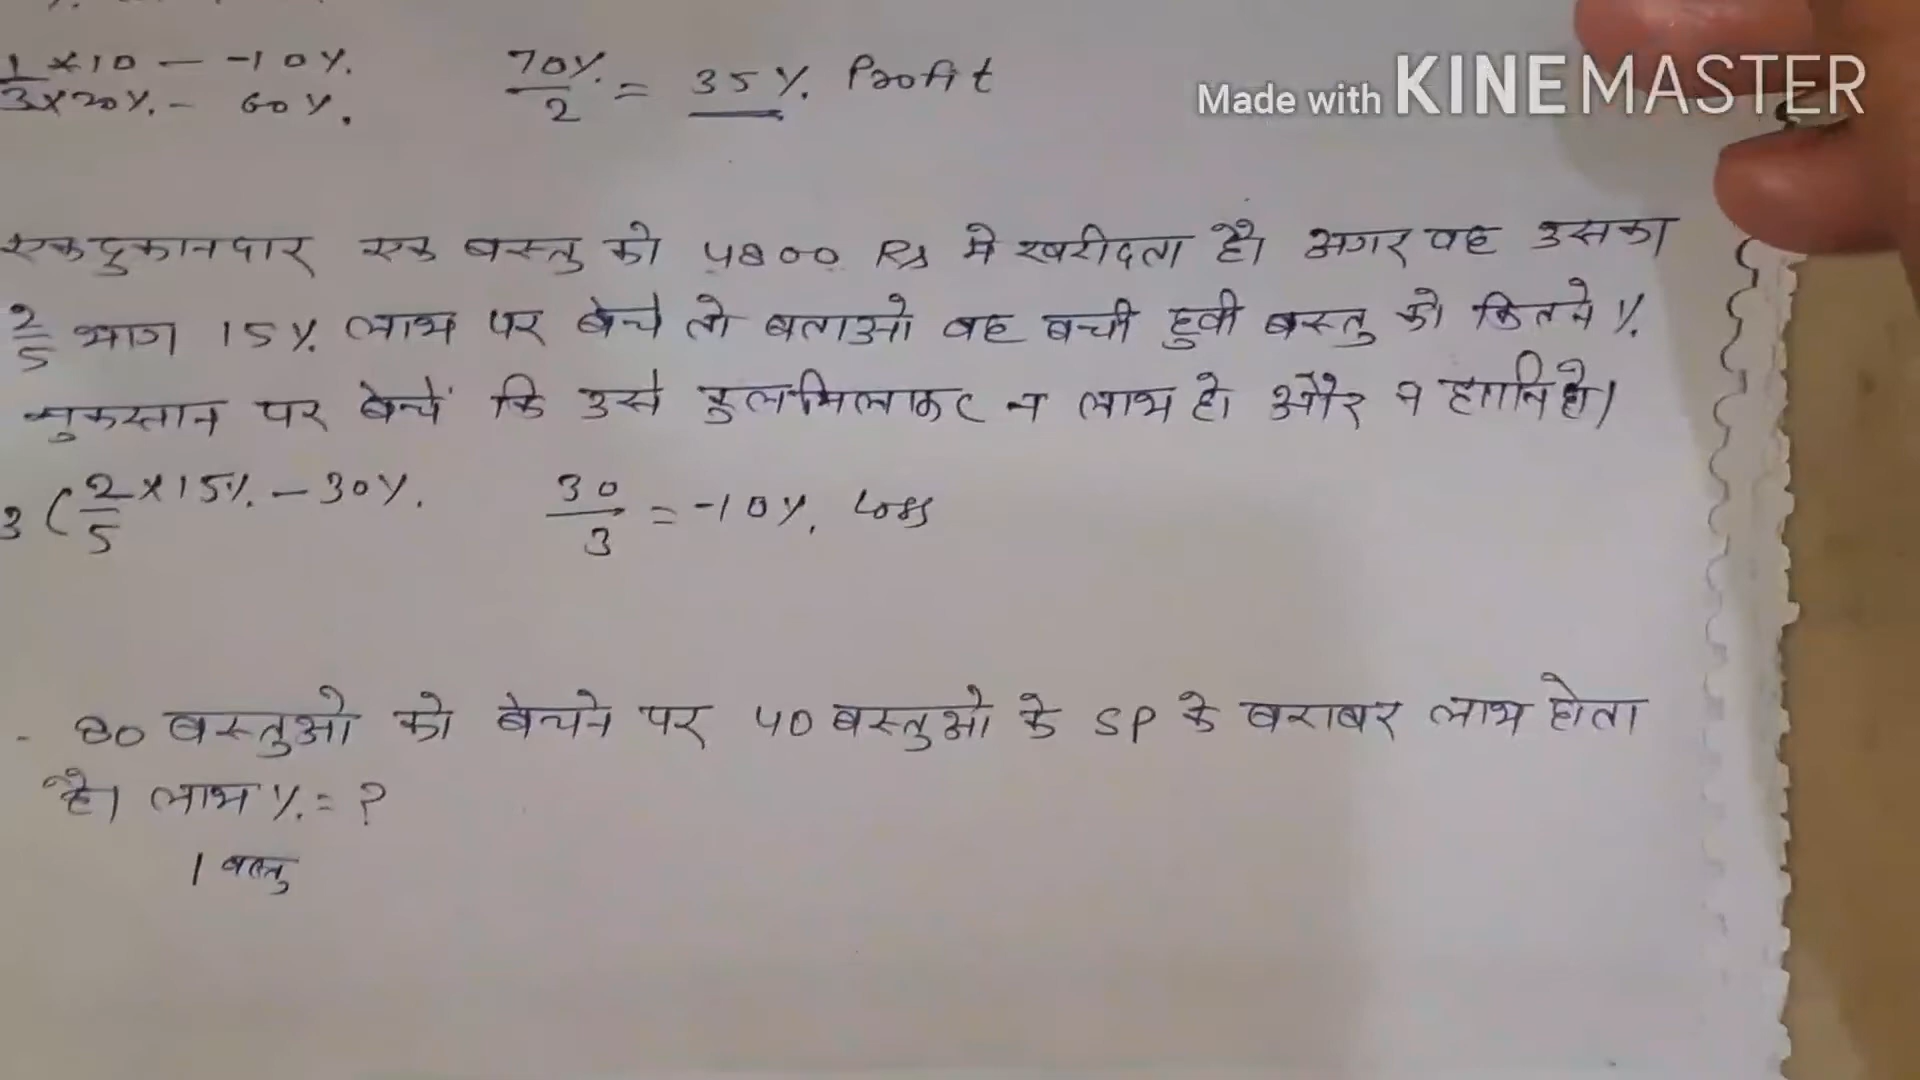 1/3 ×10 — -10%.
×20%. - 60%.
70%./2 = 35%. Profit
Made with KINEMASTER
एक दुकानदार एक वस्तु को 4800 Rs मे खरीदता है। अगर वह उसका
2/5 भाग 15%. लाभ पर बेचे तो बताओ वह बची हुवी वस्तु को कितने %.
नुकसान पर बेचें कि उसे कुलमिलाकर न लाभ हो और न हानि हो।
3 ( 2/5 ×15%. - 30%. 30/3 = -10%. Loss
- 80 वस्तुओ को बेचने पर 40 वस्तुओ के SP के बराबर लाभ होता
है। लाभ %. = ?
1 वस्तु